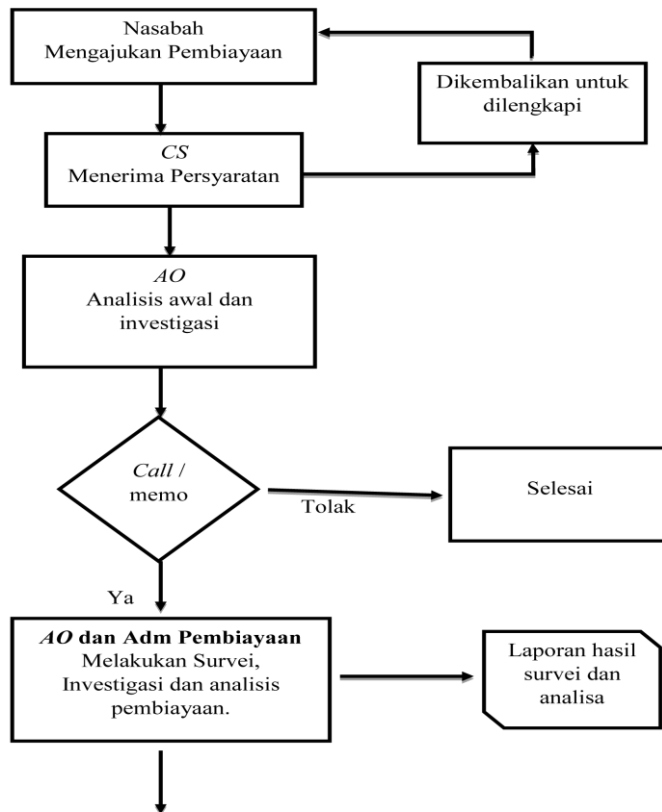 Nasabah
Mengajukan Pembiayaan
Dikembalikan untuk
dilengkapi
CS
Menerima Persyaratan
AO
Analisis awal dan
investigasi
Call /
memo
Tolak
Selesai
Ya
AO dan Adm Pembiayaan
Melakukan Survei,
Investigasi dan analisis
pembiayaan.
Laporan hasil
survei dan
analisa